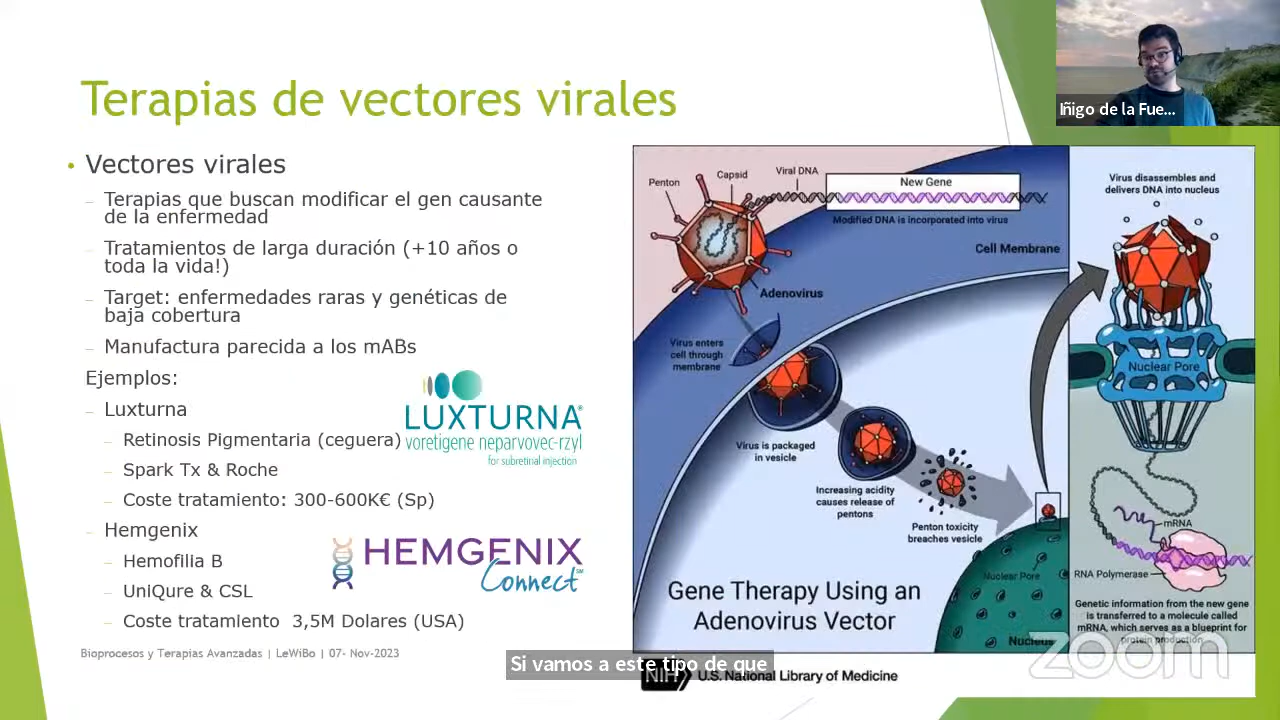 Terapias de vectores virales
Iñigo de la Fue...
• Vectores virales
– Terapias que buscan modificar el gen causante
de la enfermedad
– Tratamientos de larga duración (+10 años o
toda la vida!)
– Target: enfermedades raras y genéticas de
baja cobertura
– Manufactura parecida a los mABs
Ejemplos:
– Luxturna
– Retinosis Pigmentaria (ceguera)
– Spark Tx & Roche
– Coste tratamiento: 300-600K€ (Sp)
LUXTURNA®
voretigene neparvovec-rzyl
for subretinal injection
– Hemgenix
– Hemofilia B
– UniQure & CSL
– Coste tratamiento 3,5M Dolares (USA)
HEMGENIX
Connect℠
Bioprocesos y Terapias Avanzadas | LeWiBo | 07- Nov-2023
Penton
Capsid
Viral DNA
New Gene
Modified DNA is incorporated into virus
Cell Membrane
Adenovirus
Virus enters
cell through
membrane
Virus is packaged
in vesicle
Increasing acidity
causes release of
pentons
Penton toxicity
breaches vesicle
Nuclear Pore
Nucleus
Gene Therapy Using an
Adenovirus Vector
Virus disassembles and
delivers DNA into nucleus
Nuclear Pore
mRNA
RNA Polymerase
Genetic information from the new gene
is transferred to a molecule called
mRNA, which serves as a blueprint for
protein production
zoom
Si vamos a este tipo de que
NIH
U.S. National Library of Medicine